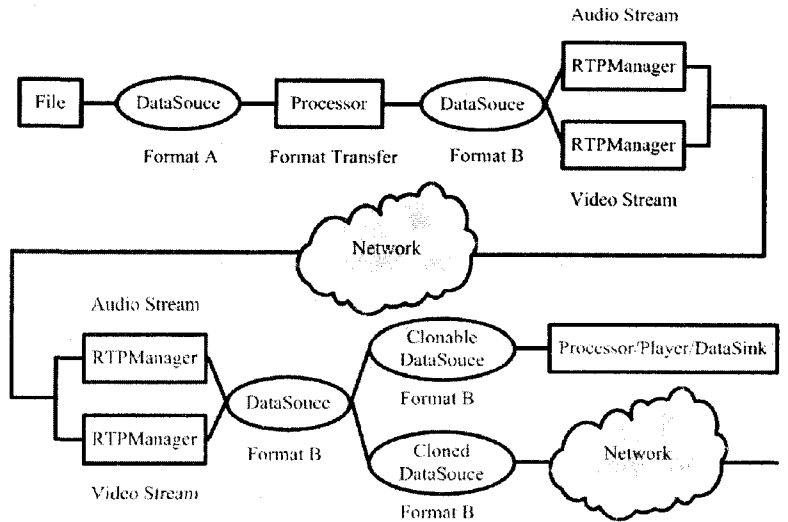 Audio Stream
File
DataSouce
Processor
DataSouce
RTPManager
RTPManager
Format A
Format Transfer
Format B
Video Stream
Network
Audio Stream
RTPManager
RTPManager
Video Stream
DataSouce
Format B
Clonable
DataSouce
Format B
Processor/Player/DataSink
Cloned
DataSouce
Format B
Network